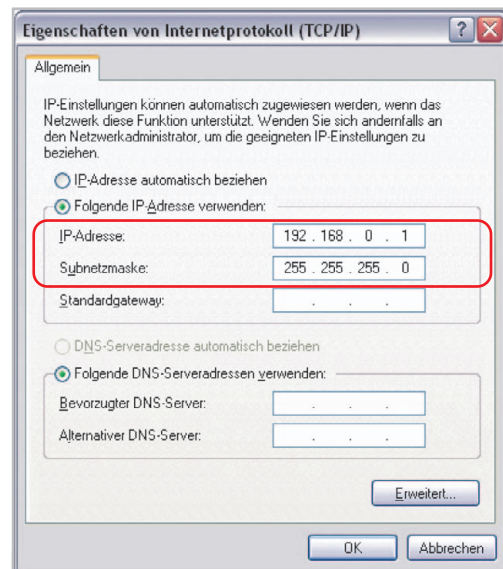 Eigenschaften von Internetprotokoll (TCP/IP)
Allgemein
IP-Einstellungen können automatisch zugewiesen werden, wenn das
Netzwerk diese Funktion unterstützt. Wenden Sie sich andernfalls an
den Netzwerkadministrator, um die geeigneten IP-Einstellungen zu
beziehen.
IP-Adresse automatisch beziehen
Folgende IP-Adresse verwenden:
IP-Adresse: 192 . 168 . 0 . 1
Subnetzmaske: 255 . 255 . 255 . 0
Standardgateway: . . .
DNS-Serveradresse automatisch beziehen
Folgende DNS-Serveradressen verwenden:
Bevorzugter DNS-Server: . . .
Alternativer DNS-Server: . . .
Erweitert...
OK Abbrechen